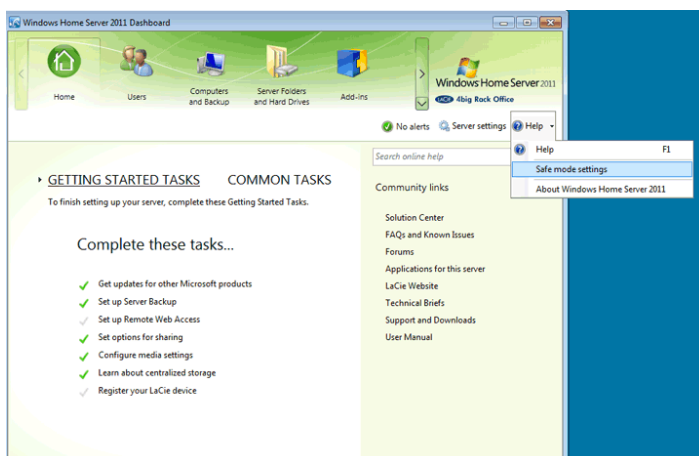 Windows Home Server 2011 Dashboard
Home
Users
Computers
and Backup
Server Folders
and Hard Drives
Add-ins
Windows Home Server 2011
LACIE 4big Rack Office
No alerts
Server settings
Help
Help F1
Safe mode settings
About Windows Home Server 2011
Search online help
GETTING STARTED TASKS
COMMON TASKS
To finish setting up your server, complete these Getting Started Tasks.
Complete these tasks...
Get updates for other Microsoft products
Set up Server Backup
Set up Remote Web Access
Set options for sharing
Configure media settings
Learn about centralized storage
Register your LaCie device
Community links
Solution Center
FAQs and Known Issues
Forums
Applications for this server
LaCie Website
Technical Briefs
Support and Downloads
User Manual